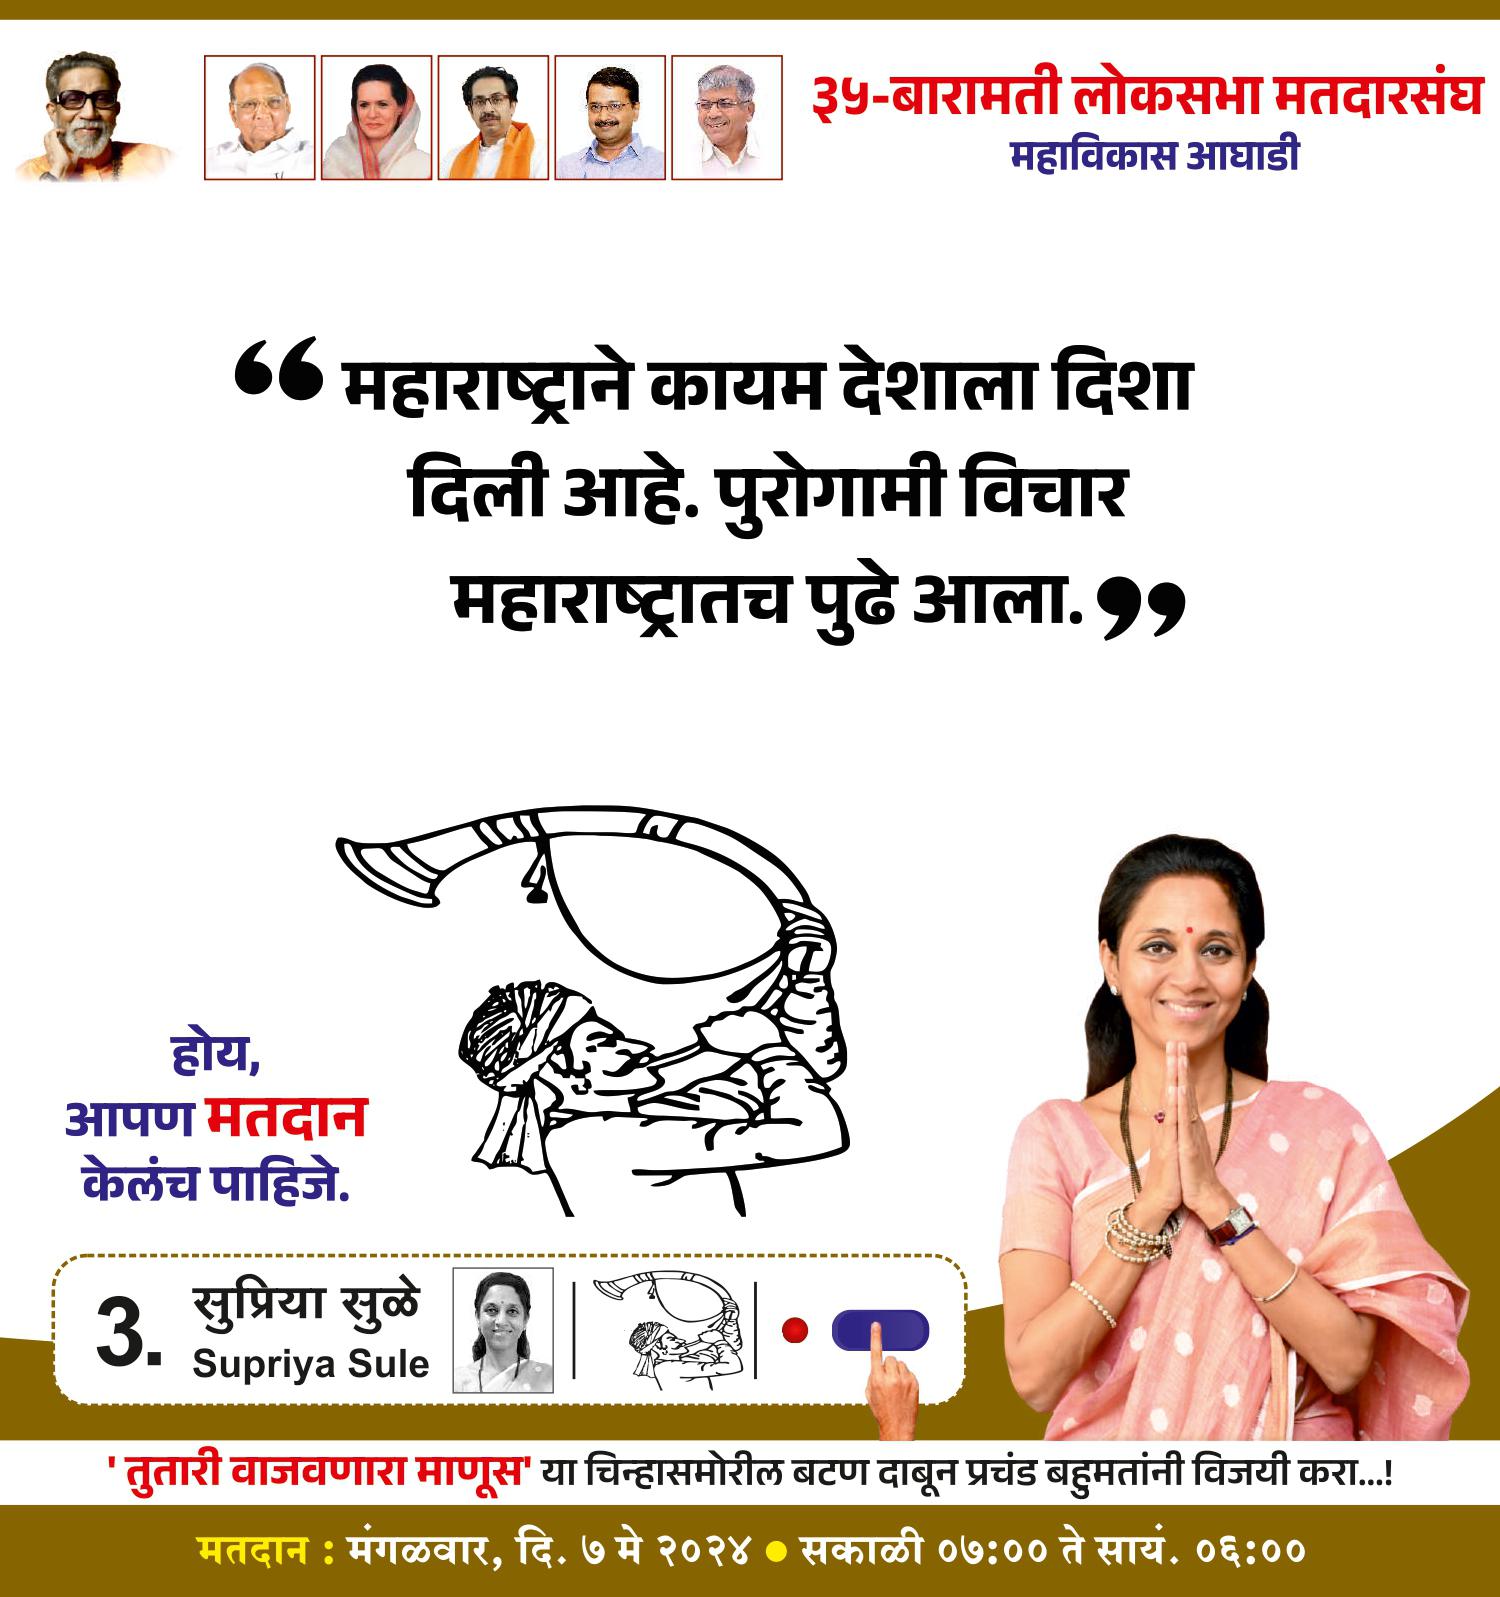 ३५-बारामती लोकसभा मतदारसंघ
महाविकास आघाडी
“महाराष्ट्राने कायम देशाला दिशा
दिली आहे. पुरोगामी विचार
महाराष्ट्रातच पुढे आला.”
होय,
आपण मतदान
केलंच पाहिजे.
3. सुप्रिया सुळे
Supriya Sule
' तुतारी वाजवणारा माणूस' या चिन्हासमोरील बटण दाबून प्रचंड बहुमतांनी विजयी करा...!
मतदान : मंगळवार, दि. ७ मे २०२४ ● सकाळी ०७:०० ते सायं. ०६:००